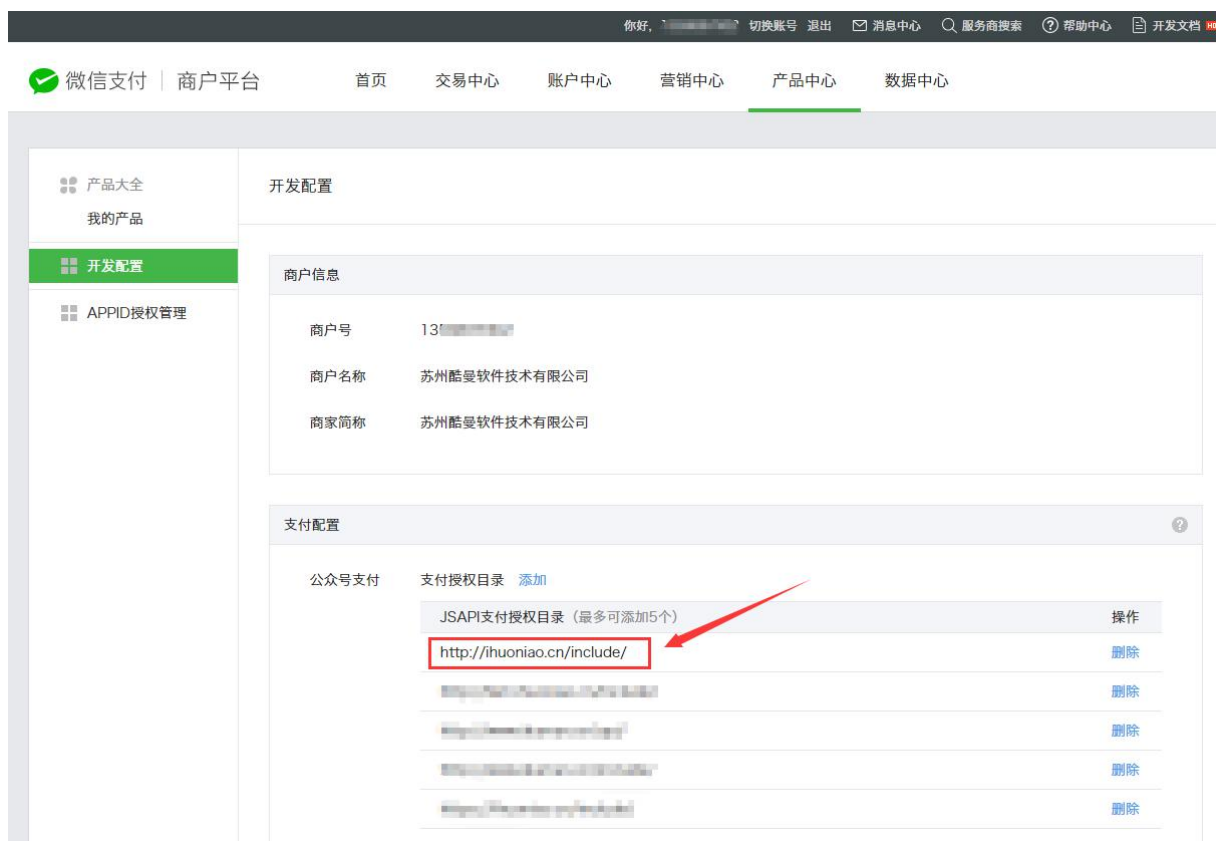 你好, 切换账号 退出 消息中心 服务商搜索 帮助中心 开发文档
微信支付 商户平台 首页 交易中心 账户中心 营销中心 产品中心 数据中心
产品大全
我的产品
开发配置
APPID授权管理
开发配置
商户信息
商户号 13
商户名称 苏州酷曼软件技术有限公司
商家简称 苏州酷曼软件技术有限公司
支付配置
公众号支付 支付授权目录 添加
JSAPI支付授权目录（最多可添加5个） 操作
http://ihuoniao.cn/include/ 删除
删除
删除
删除
删除